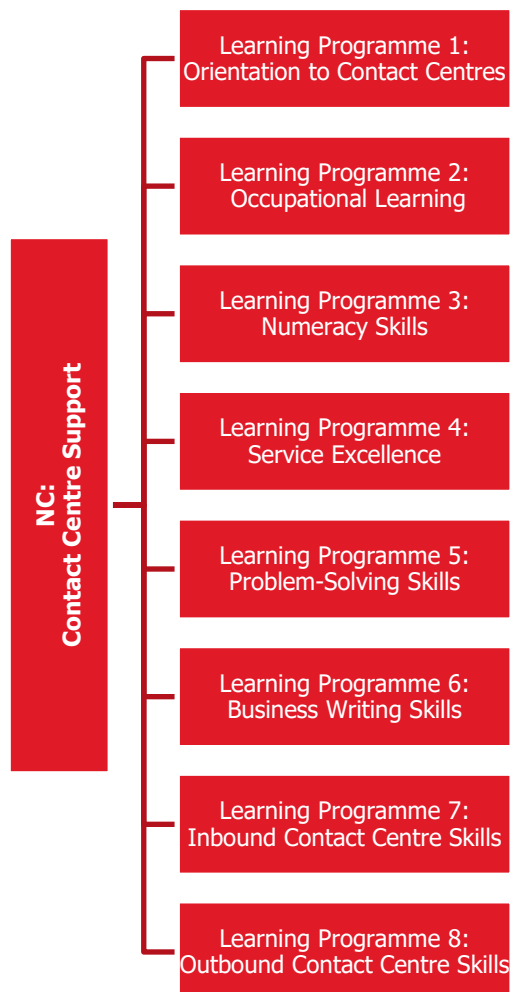 NC:
Contact Centre Support
Learning Programme 1:
Orientation to Contact Centres
Learning Programme 2:
Occupational Learning
Learning Programme 3:
Numeracy Skills
Learning Programme 4:
Service Excellence
Learning Programme 5:
Problem-Solving Skills
Learning Programme 6:
Business Writing Skills
Learning Programme 7:
Inbound Contact Centre Skills
Learning Programme 8:
Outbound Contact Centre Skills